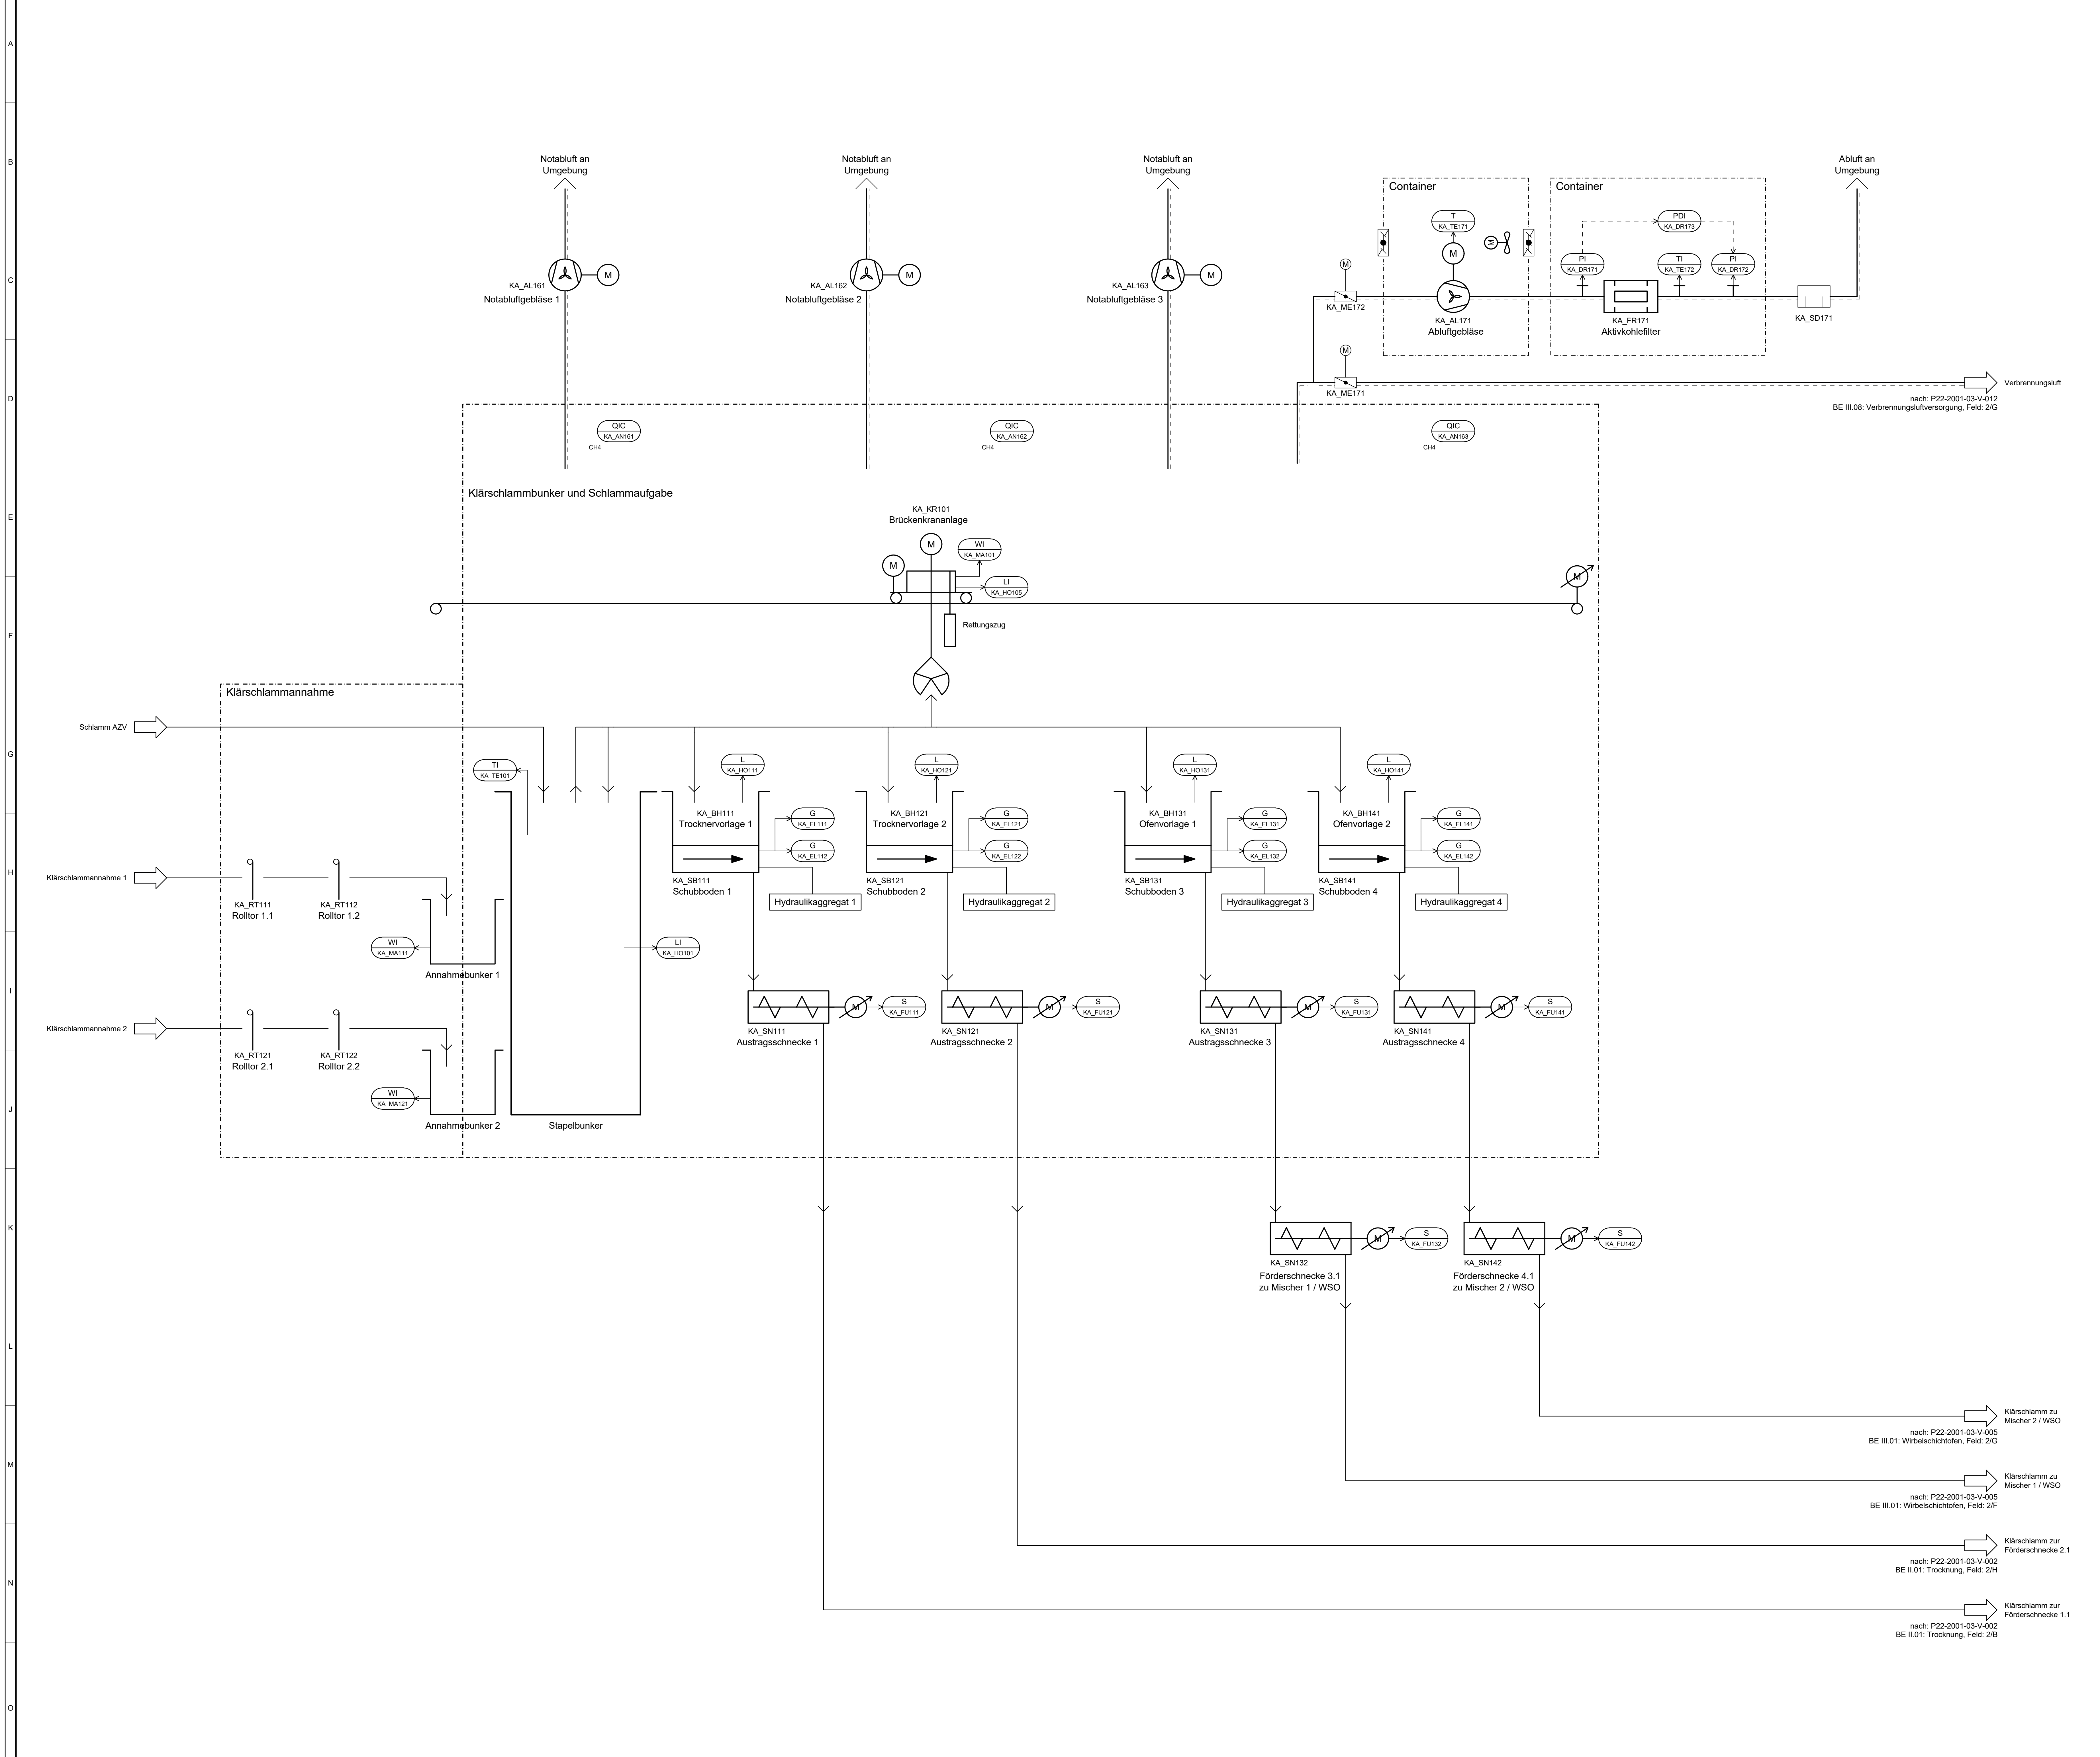 A
B
C
D
E
F
G
H
I
J
K
L
M
N
O
Notabluft an
Umgebung
Notabluft an
Umgebung
Notabluft an
Umgebung
Abluft an
Umgebung
Container
Container
T
KA_TE171
M
M
PDI
KA_DR173
PI
KA_DR171
TI
KA_TE172
PI
KA_DR172
M
KA_AL161
Notabluftgebläse 1
M
KA_AL162
Notabluftgebläse 2
M
KA_AL163
Notabluftgebläse 3
M
KA_ME172
KA_AL171
Abluftgebläse
KA_FR171
Aktivkohlefilter
KA_SD171
M
KA_ME171
Verbrennungsluft
nach: P22-2001-03-V-012
BE III.08: Verbrennungsluftversorgung, Feld: 2/G
QIC
KA_AN161
CH4
QIC
KA_AN162
CH4
QIC
KA_AN163
CH4
Klärschlammbunker und Schlammaufgabe
KA_KR101
Brückenkrananlage
M
M
WI
KA_MA101
LI
KA_HO105
M
Rettungszug
Klärschlammannahme
Schlamm AZV
TI
KA_TE101
L
KA_HO111
L
KA_HO121
L
KA_HO131
L
KA_HO141
KA_BH111
Trocknervorlage 1
G
KA_EL111
G
KA_EL112
KA_BH121
Trocknervorlage 2
G
KA_EL121
G
KA_EL122
KA_BH131
Ofenvorlage 1
G
KA_EL131
G
KA_EL132
KA_BH141
Ofenvorlage 2
G
KA_EL141
G
KA_EL142
KA_SB111
Schubboden 1
Hydraulikaggregat 1
KA_SB121
Schubboden 2
Hydraulikaggregat 2
KA_SB131
Schubboden 3
Hydraulikaggregat 3
KA_SB141
Schubboden 4
Hydraulikaggregat 4
Klärschlammannahme 1
KA_RT111
Rolltor 1.1
KA_RT112
Rolltor 1.2
WI
KA_MA111
Annahmebunker 1
LI
KA_HO101
Klärschlammannahme 2
KA_RT121
Rolltor 2.1
KA_RT122
Rolltor 2.2
WI
KA_MA121
Annahmebunker 2
Stapelbunker
M
S
KA_FU111
KA_SN111
Austragsschnecke 1
M
S
KA_FU121
KA_SN121
Austragsschnecke 2
M
S
KA_FU131
KA_SN131
Austragsschnecke 3
M
S
KA_FU141
KA_SN141
Austragsschnecke 4
M
S
KA_FU132
KA_SN132
Förderschnecke 3.1
zu Mischer 1 / WSO
M
S
KA_FU142
KA_SN142
Förderschnecke 4.1
zu Mischer 2 / WSO
Klärschlamm zu
Mischer 2 / WSO
nach: P22-2001-03-V-005
BE III.01: Wirbelschichtofen, Feld: 2/G
Klärschlamm zu
Mischer 1 / WSO
nach: P22-2001-03-V-005
BE III.01: Wirbelschichtofen, Feld: 2/F
Klärschlamm zur
Förderschnecke 2.1
nach: P22-2001-03-V-002
BE II.01: Trocknung, Feld: 2/H
Klärschlamm zur
Förderschnecke 1.1
nach: P22-2001-03-V-002
BE II.01: Trocknung, Feld: 2/B